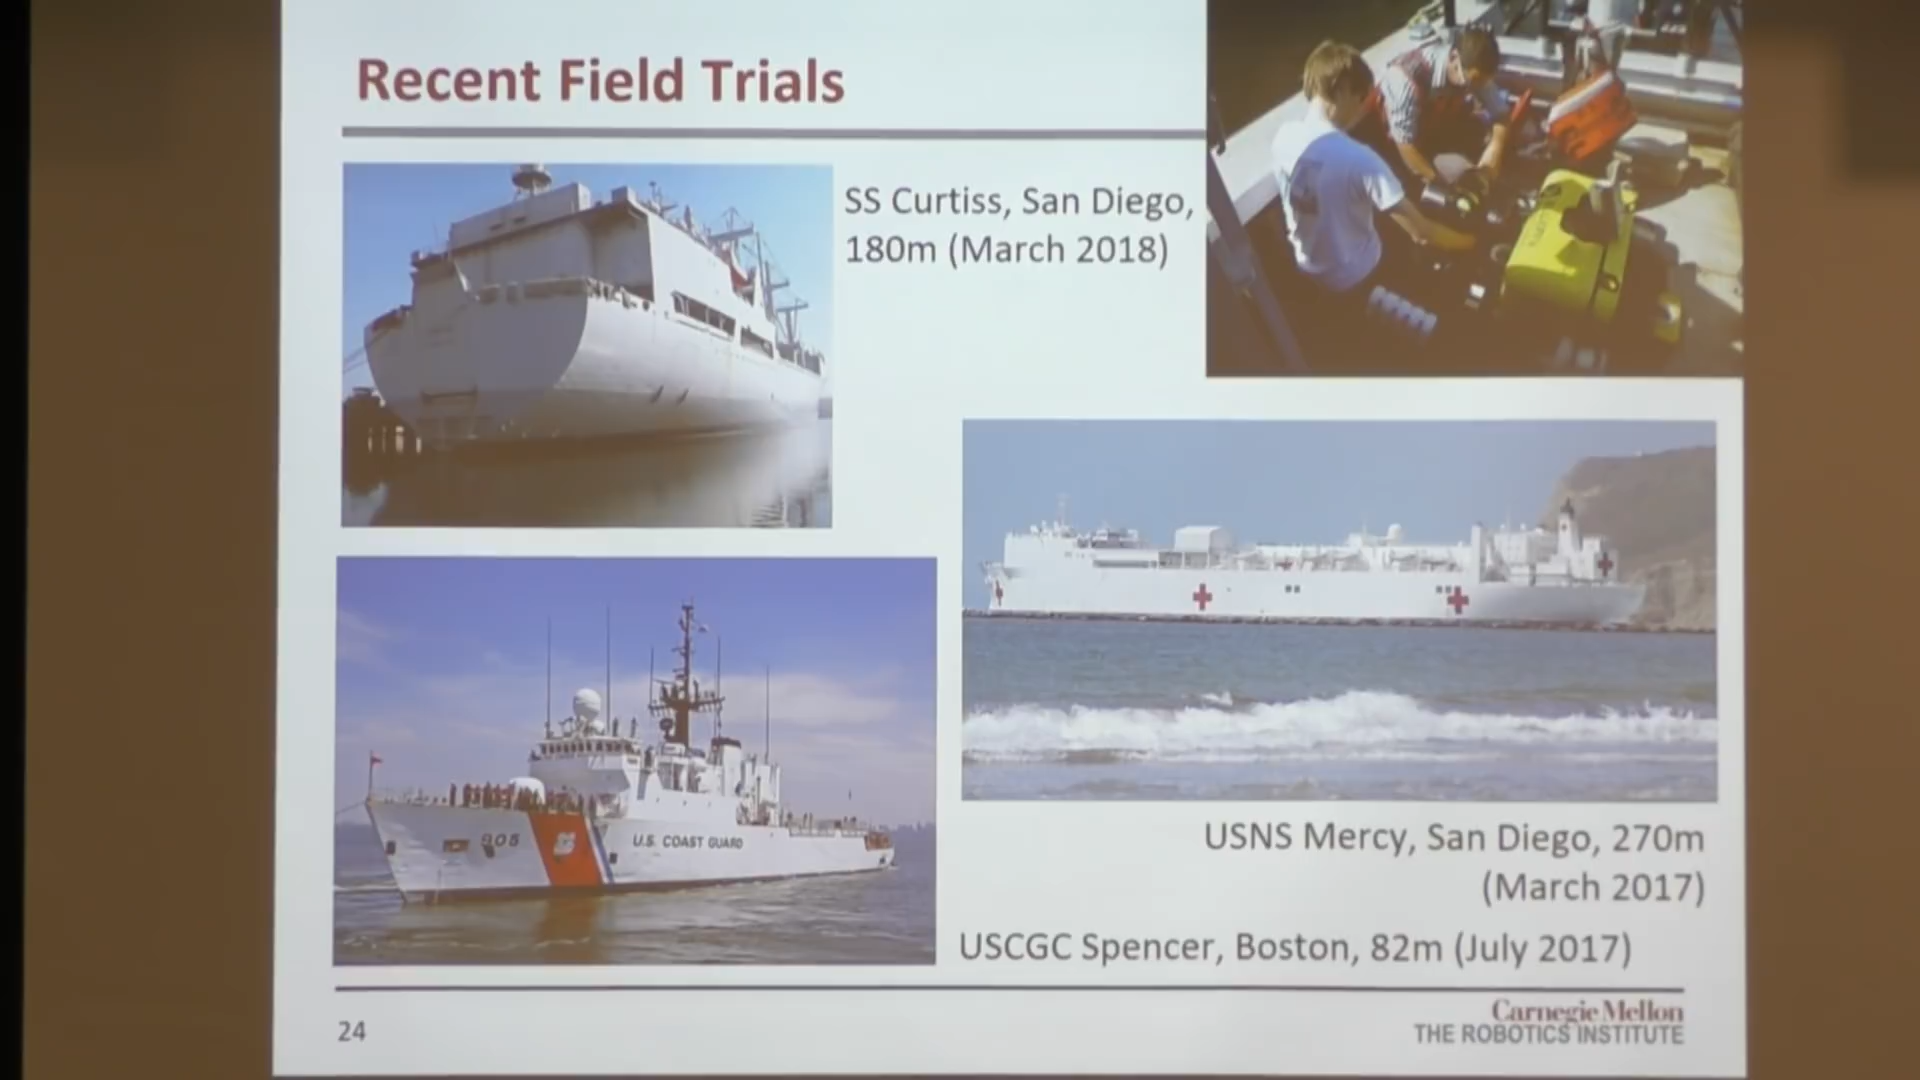 Recent Field Trials
SS Curtiss, San Diego,
180m (March 2018)
905
U.S. COAST GUARD
USNS Mercy, San Diego, 270m
(March 2017)
USCGC Spencer, Boston, 82m (July 2017)
24
Carnegie Mellon
THE ROBOTICS INSTITUTE